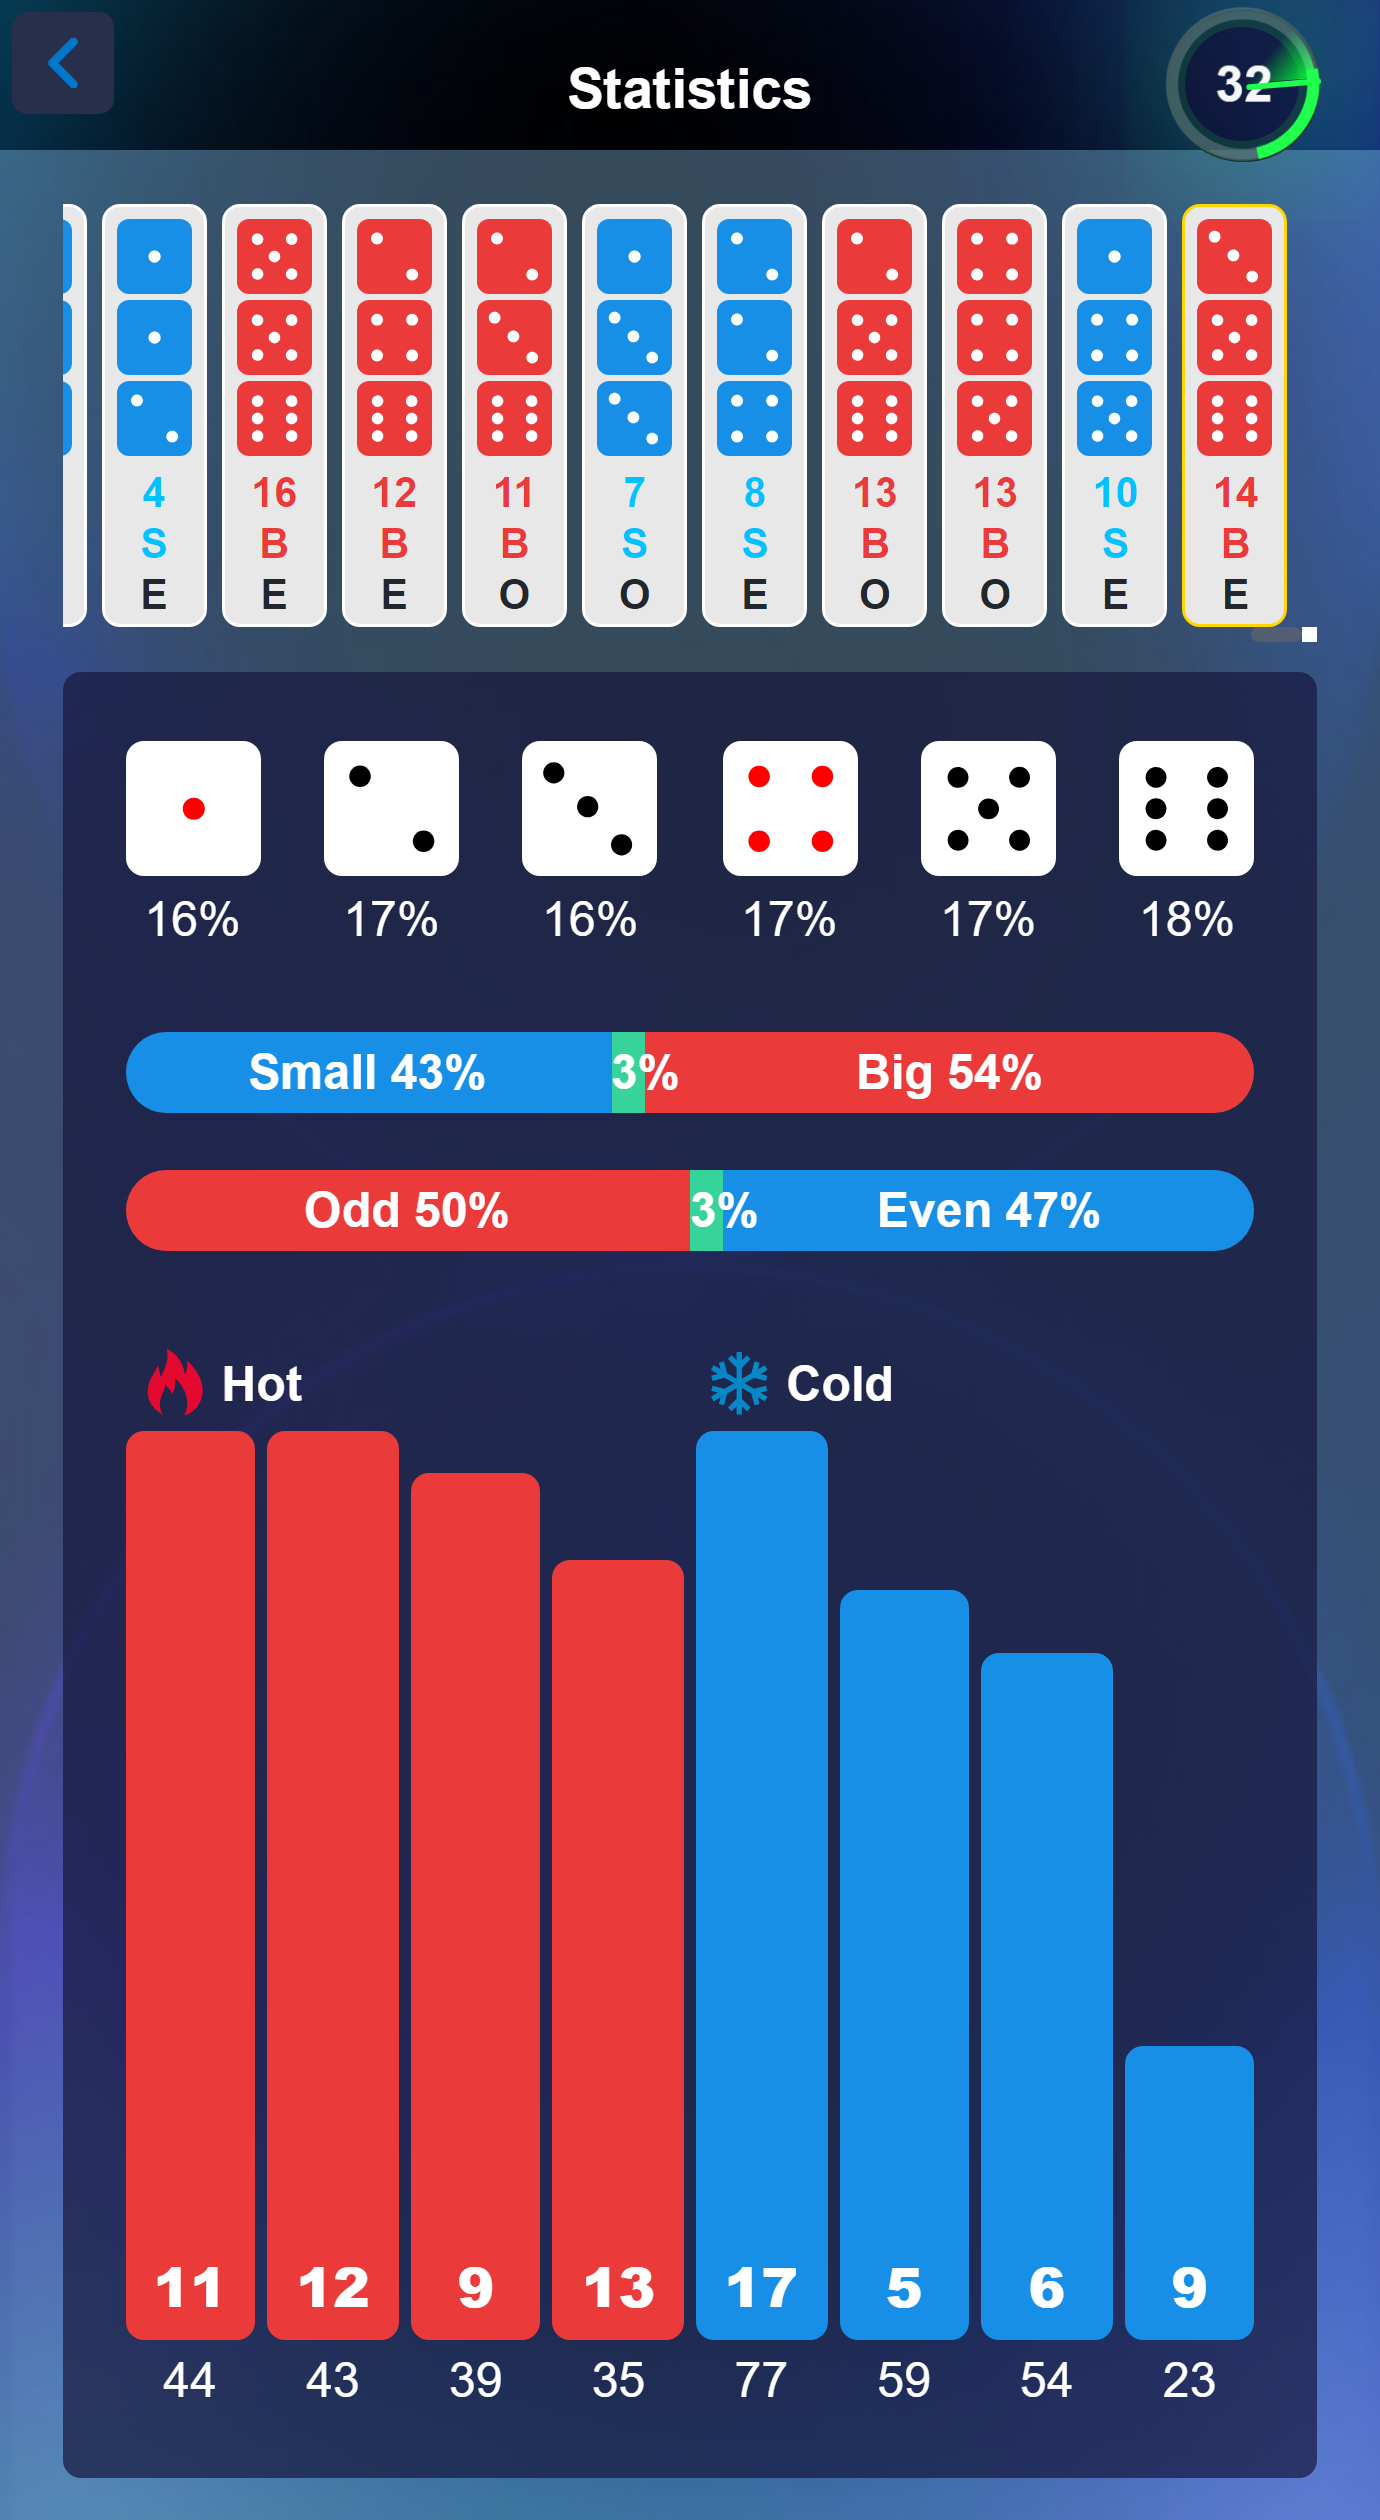 Statistics
32
4 16 12 11 7 8 13 13 10 14
S B B B S S B B S B
E E E O O E O O E E
16% 17% 16% 17% 17% 18%
Small 43% 3% Big 54%
Odd 50% 3% Even 47%
Hot Cold
11 12 9 13 17 5 6 9
44 43 39 35 77 59 54 23